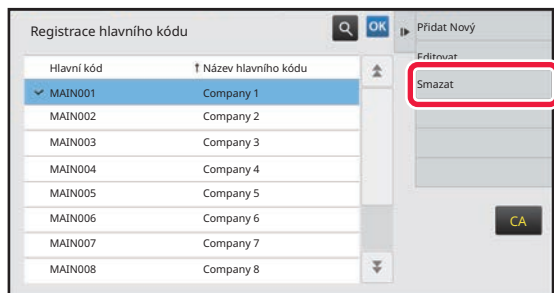 Registrace hlavního kódu
OK
Přidat Nový
Editovat
Smazat
Hlavní kód Název hlavního kódu
MAIN001 Company 1
MAIN002 Company 2
MAIN003 Company 3
MAIN004 Company 4
MAIN005 Company 5
MAIN006 Company 6
MAIN007 Company 7
MAIN008 Company 8
CA